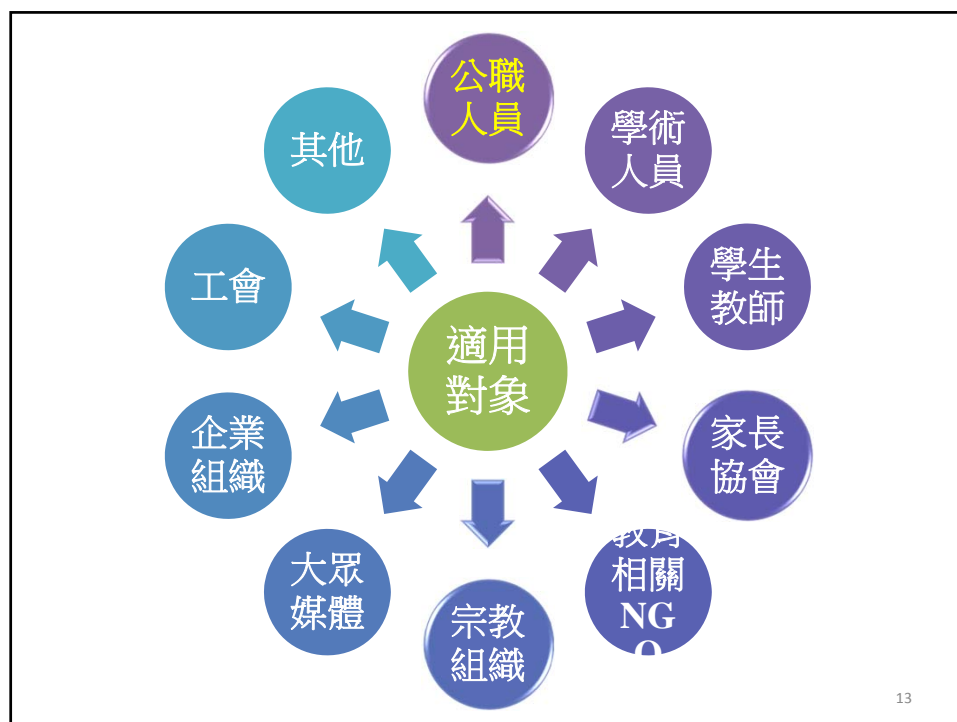 公職
人員
學術
人員
學生
教師
家長
協會
教育
相關
NG
O
宗教
組織
大眾
媒體
企業
組織
工會
其他
適用
對象
13